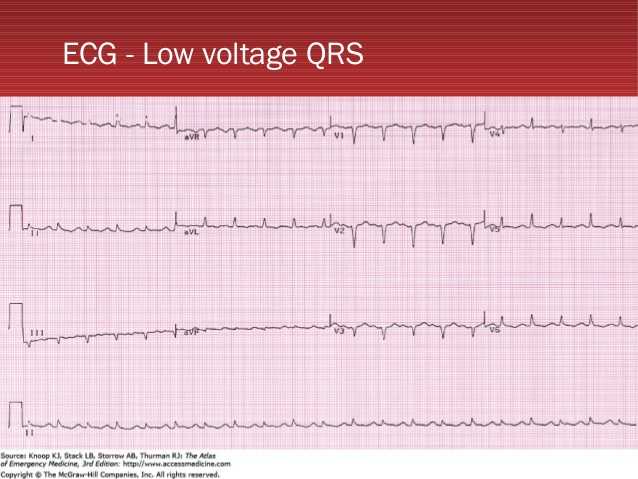 ECG - Low voltage QRS
I aVR V1 V4
II aVL V2 V5
III aVF V3 V6
II
Source: Knoop KJ, Stack LB, Storrow AB, Thurman RJ: The Atlas
of Emergency Medicine, 3rd Edition: http://www.accessmedicine.com
Copyright © The McGraw-Hill Companies, Inc. All rights reserved.